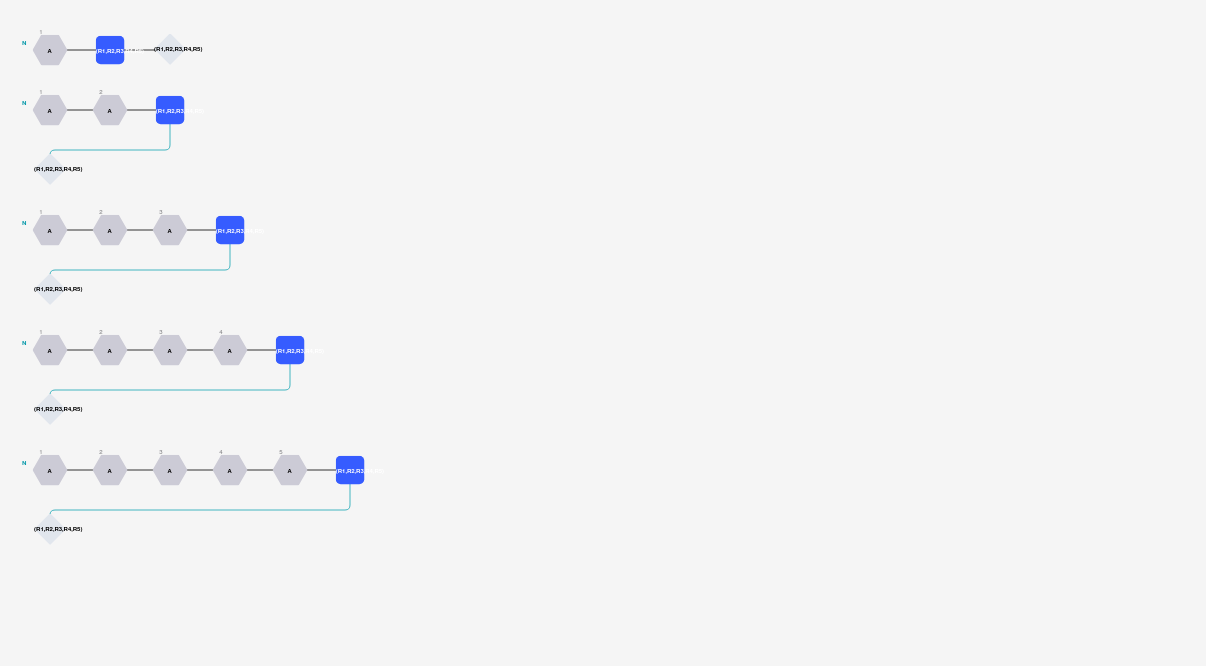 1
N A (R1,R2,R3,R4,R5) (R1,R2,R3,R4,R5)
1 2
N A A (R1,R2,R3,R4,R5)
(R1,R2,R3,R4,R5)
1 2 3
N A A A (R1,R2,R3,R4,R5)
(R1,R2,R3,R4,R5)
1 2 3 4
N A A A A (R1,R2,R3,R4,R5)
(R1,R2,R3,R4,R5)
1 2 3 4 5
N A A A A A (R1,R2,R3,R4,R5)
(R1,R2,R3,R4,R5)